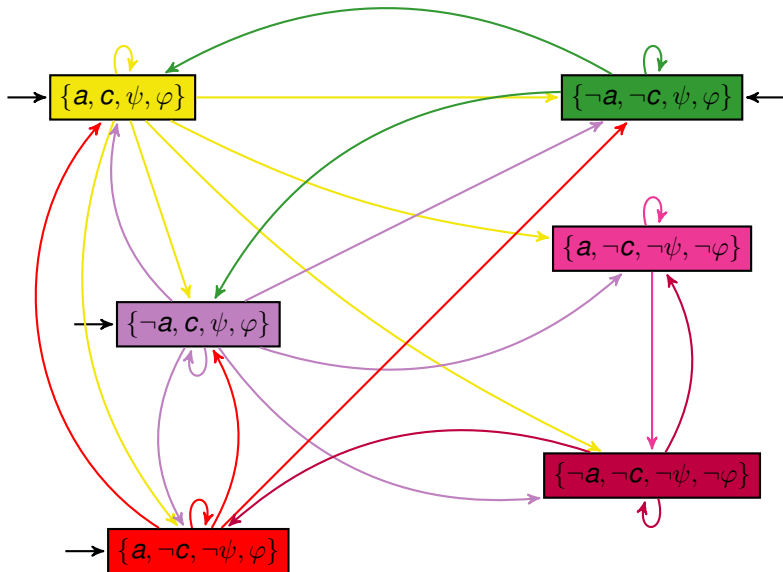 {a, c, ψ, φ}
{¬a, ¬c, ψ, φ}
{a, ¬c, ¬ψ, ¬φ}
{¬a, c, ψ, φ}
{¬a, ¬c, ¬ψ, ¬φ}
{a, ¬c, ¬ψ, φ}